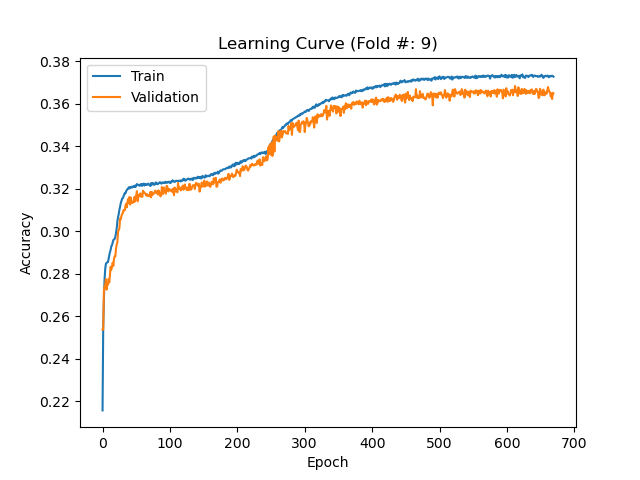 Learning Curve (Fold #: 9)
Train
Validation
Accuracy
0.38
0.36
0.34
0.32
0.30
0.28
0.26
0.24
0.22
0 100 200 300 400 500 600 700
Epoch